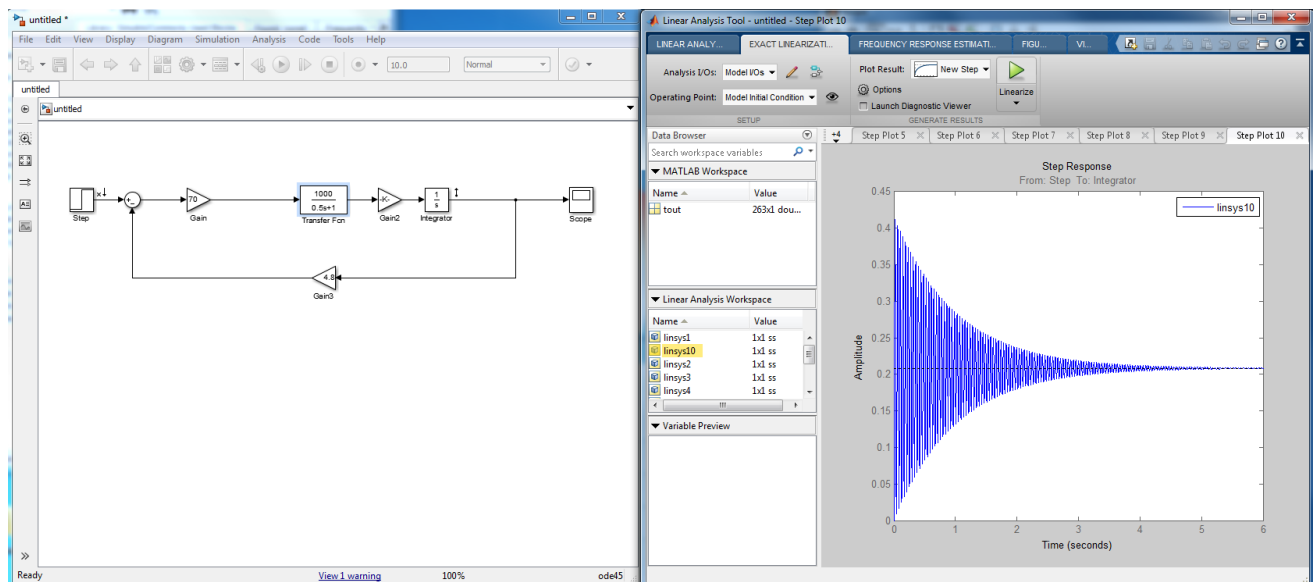 untitled *
File Edit View Display Diagram Simulation Analysis Code Tools Help
10.0
Normal
untitled
untitled
Step
70
Gain
1000
0.5s+1
Transfer Fcn
-K-
Gain2
1
s
Integrator
Scope
4.8
Gain3
Ready
View 1 warning
100%
ode45
Linear Analysis Tool - untitled - Step Plot 10
LINEAR ANALY...
EXACT LINEARIZATI...
FREQUENCY RESPONSE ESTIMATI...
FIGU...
VI...
Analysis I/Os: Model I/Os
Operating Point: Model Initial Condition
SETUP
Plot Result: New Step
Options
Launch Diagnostic Viewer
Linearize
GENERATE RESULTS
Data Browser
Search workspace variables
MATLAB Workspace
Name Value
tout 263x1 dou...
Linear Analysis Workspace
Name Value
linsys1 1x1 ss
linsys10 1x1 ss
linsys2 1x1 ss
linsys3 1x1 ss
linsys4 1x1 ss
Variable Preview
+4
Step Plot 5
Step Plot 6
Step Plot 7
Step Plot 8
Step Plot 9
Step Plot 10
Step Response
From: Step To: Integrator
linsys10
Amplitude
0.45
0.4
0.35
0.3
0.25
0.2
0.15
0.1
0.05
0
0 1 2 3 4 5 6
Time (seconds)